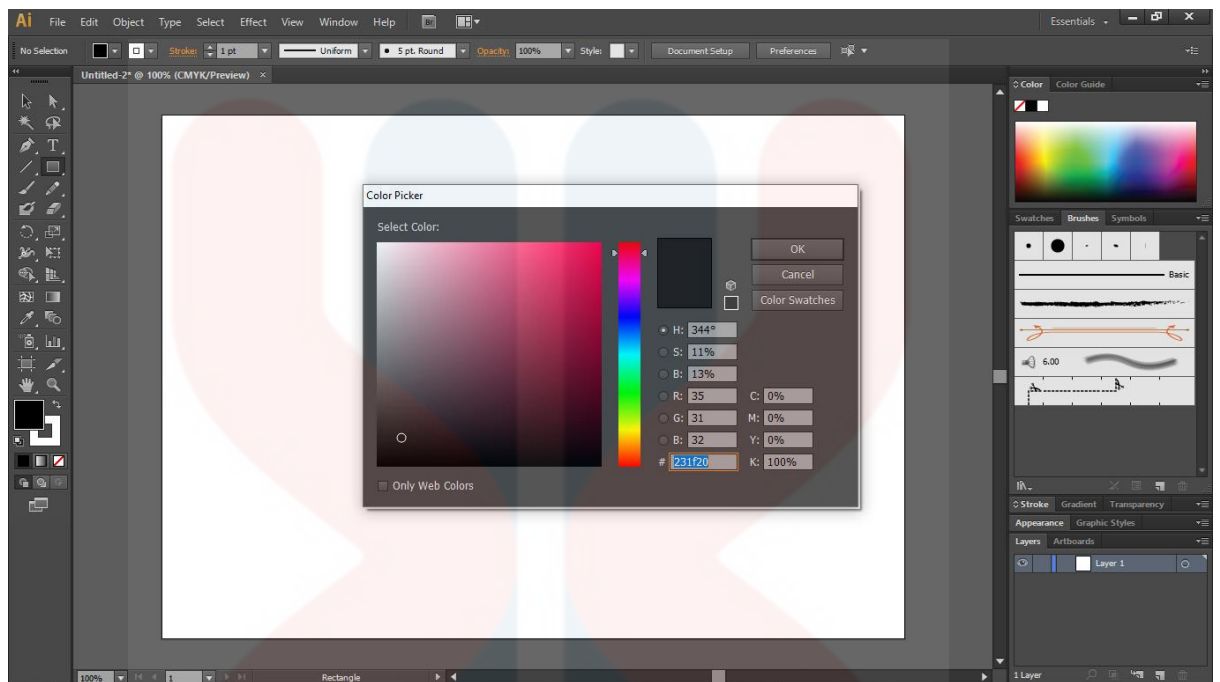 Ai File Edit Object Type Select Effect View Window Help Br Essentials
No Selection Stroke: 1 pt Uniform 5 pt. Round Opacity: 100% Style: Document Setup Preferences
Untitled-2* @ 100% (CMYK/Preview) ×
Color Color Guide
Color Picker
Select Color:
OK
Cancel
Color Swatches
H: 344°
S: 11%
B: 13%
R: 35 C: 0%
G: 31 M: 0%
B: 32 Y: 0%
# 231f20 K: 100%
Only Web Colors
Swatches Brushes Symbols
Basic
6.00
Stroke Gradient Transparency
Appearance Graphic Styles
Layers Artboards
Layer 1
100% 1 Rectangle
1 Layer